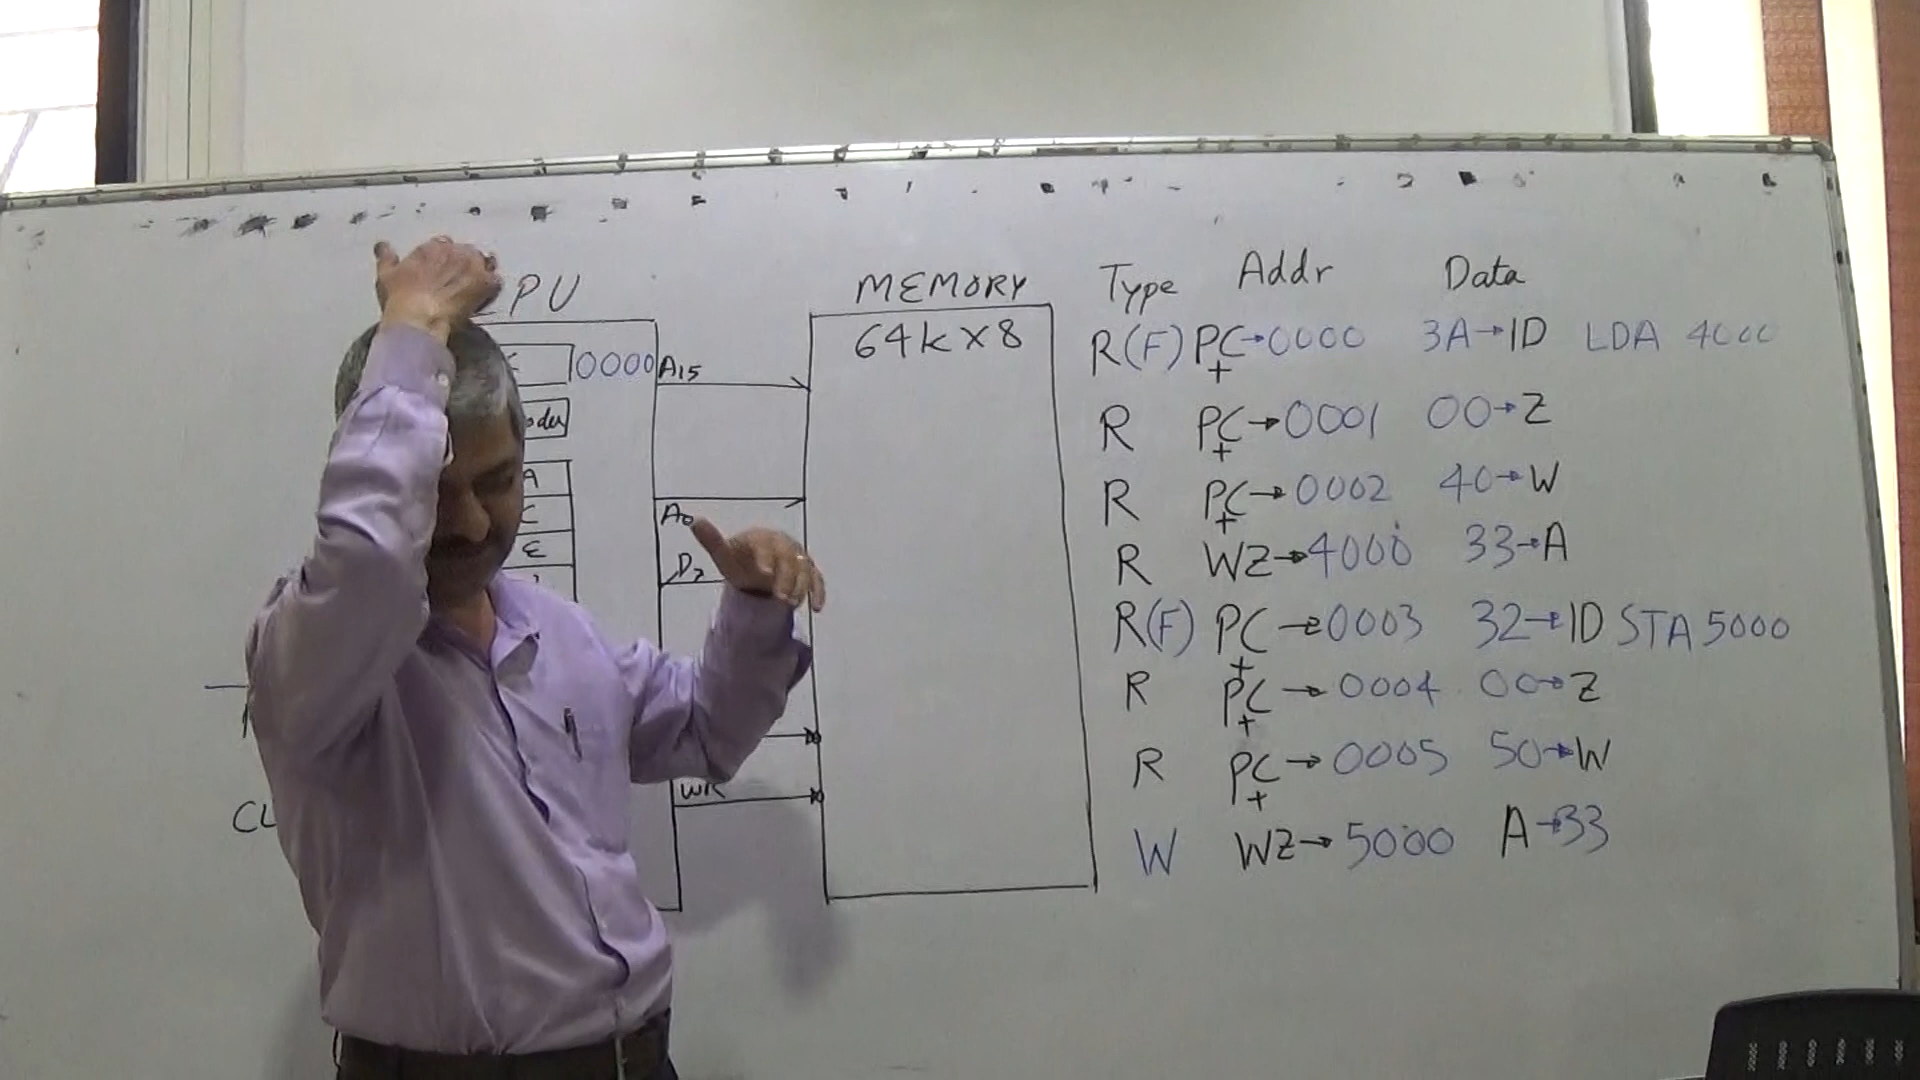 PU
0000
A15
oder
A
C
E
A0
D7
WR
CL
MEMORY
64k X 8
Type Addr Data
R(F) PC→0000 3A→ID LDA 4000
+
R PC→0001 00→Z
+
R PC→0002 40→W
+
R WZ→4000 33→A
R(F) PC→0003 32→ID STA 5000
+
R PC→0004 00→Z
+
R PC→0005 50→W
+
W WZ→5000 A→33